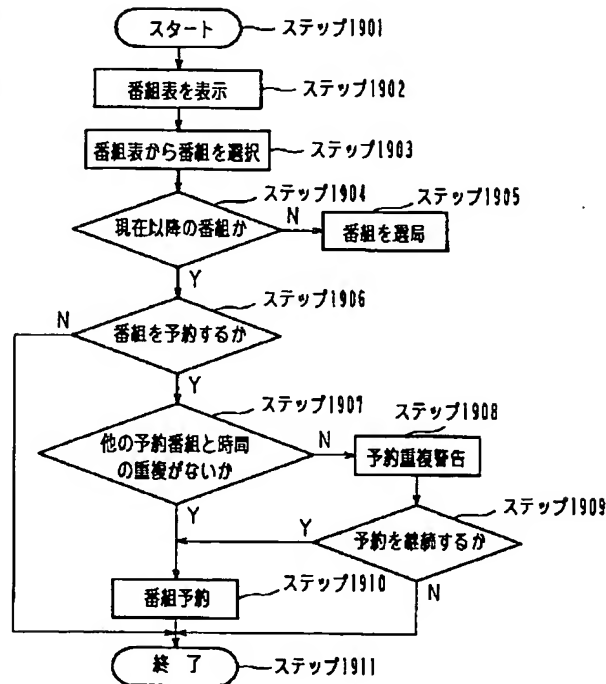 スタート
ステップ1901
番組表を表示
ステップ1902
番組表から番組を選択
ステップ1903
ステップ1904
現在以降の番組か
N
ステップ1905
番組を選局
Y
ステップ1906
番組を予約するか
N
Y
ステップ1907
他の予約番組と時間
の重複がないか
N
ステップ1908
予約重複警告
Y
ステップ1909
予約を継続するか
Y
N
ステップ1910
番組予約
終 了
ステップ1911